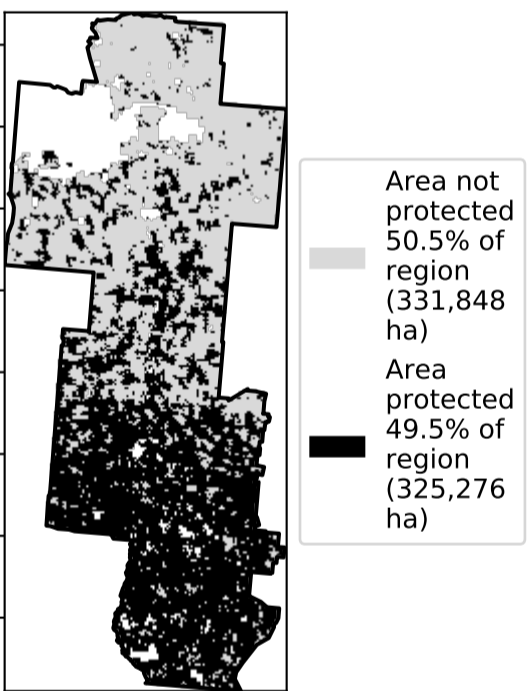 Area not
protected
50.5% of
region
(331,848
ha)
Area
protected
49.5% of
region
(325,276
ha)